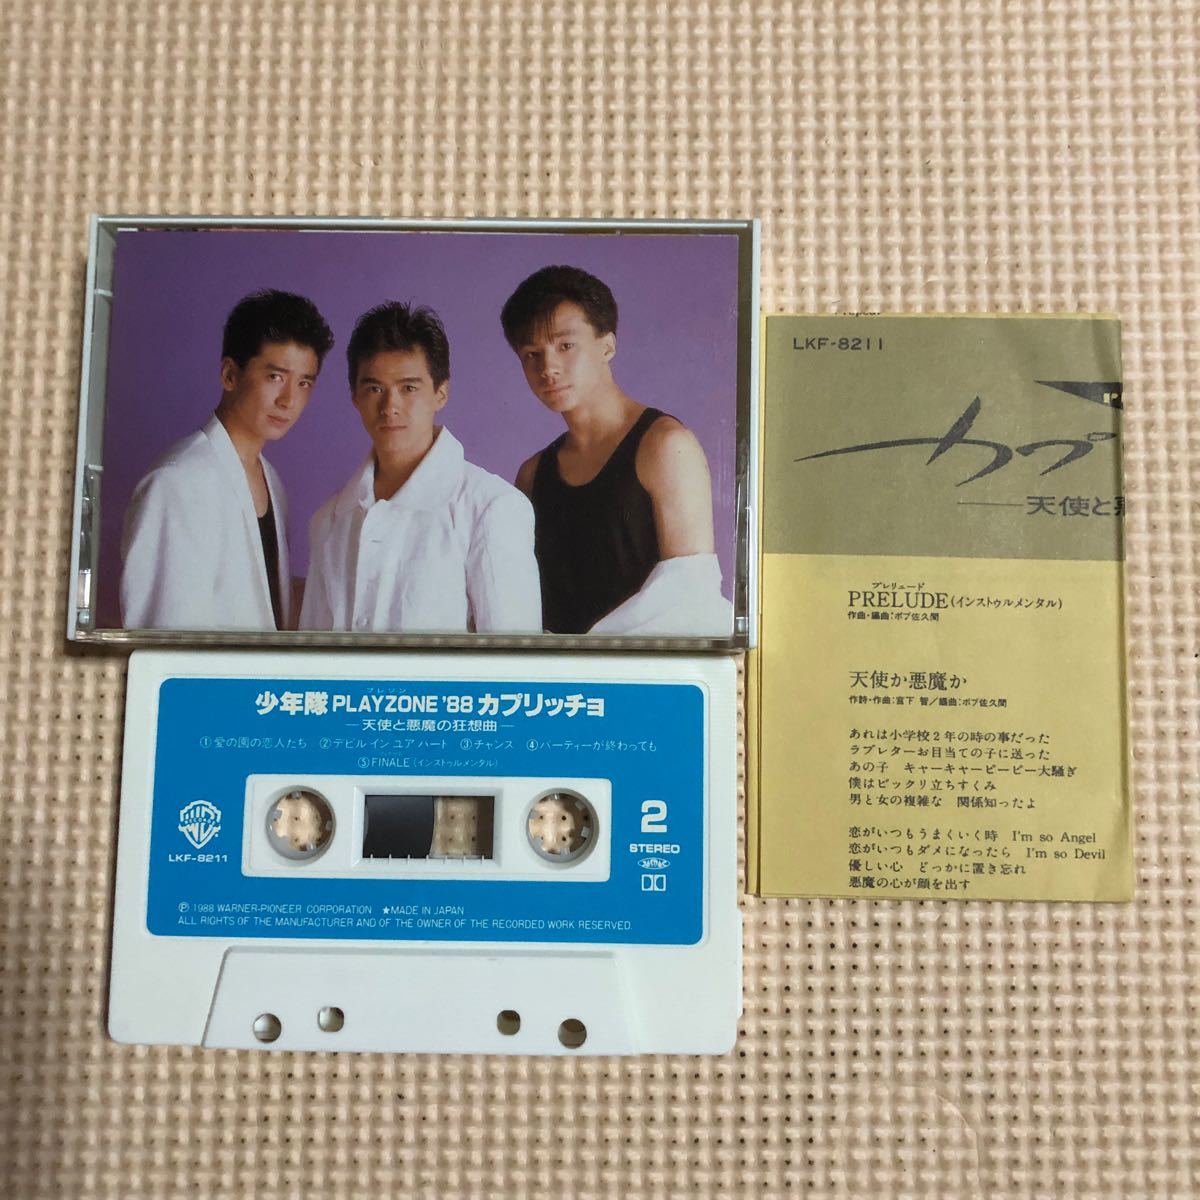 プレゾン
少年隊 PLAYZONE '88 カプリッチョ
─天使と悪魔の狂想曲─
①愛の園の恋人たち ②デビル イン ユア ハート ③チャンス ④パーティーが終わっても
⑤FINALE (インストゥルメンタル)
RECORDS
LKF-8211
2
STEREO
Ⓟ 1988 WARNER-PIONEER CORPORATION ★MADE IN JAPAN
ALL RIGHTS OF THE MANUFACTURER AND OF THE OWNER OF THE RECORDED WORK RESERVED.
LKF-8211
カプ
──天使と悪
プレリュード
PRELUDE(インストゥルメンタル)
作曲・編曲:ボブ佐久間
天使か悪魔か
作詩・作曲:宮下 智/編曲:ボブ佐久間
あれは小学校2年の時の事だった
ラブレターお目当ての子に送った
あの子 キャーキャーピーピー大騒ぎ
僕はビックリ立ちすくみ
男と女の複雑な 関係知ったよ
恋がいつもうまくいく時 I'm so Angel
恋がいつもダメになったら I'm so Devil
優しい心 どっかに置き忘れ
悪魔の心が顔を出す